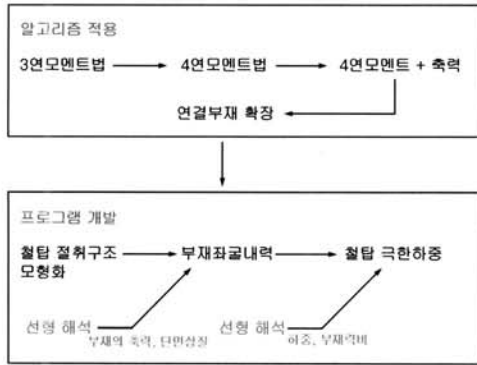 알고리즘 적용
3연모멘트법 4연모멘트법 4연모멘트 + 축력
연결부재 확장
프로그램 개발
철탑 절취구조 부재좌굴내력 철탑 극한하중
모형화
선형 해석 선형 해석
부재의 축력, 단면성질 하중, 부재력비